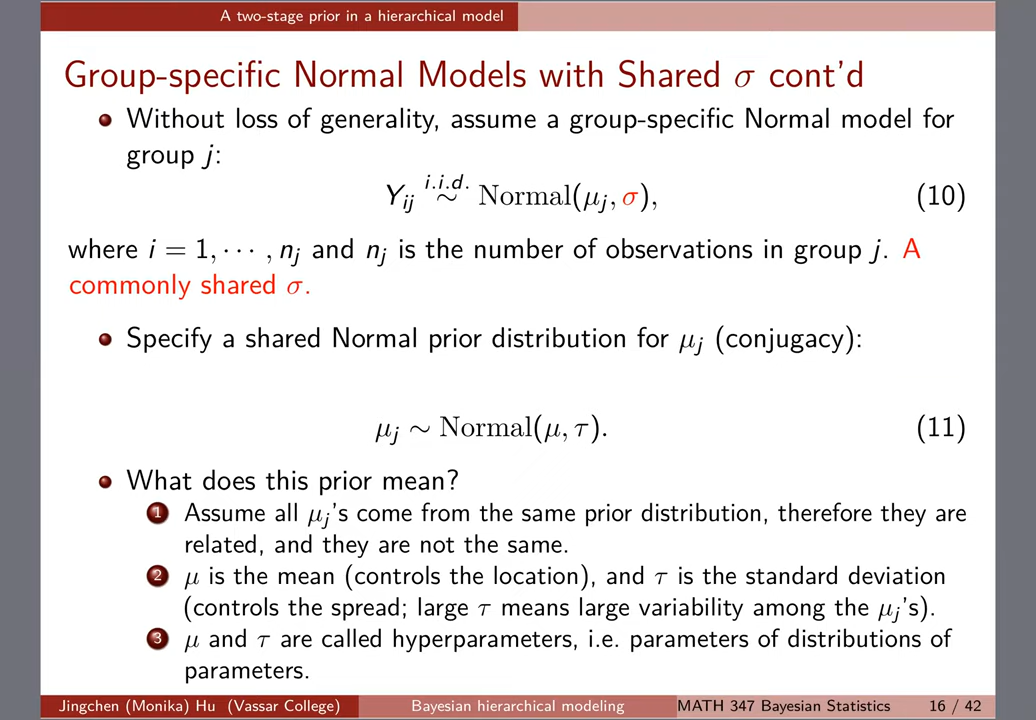 A two-stage prior in a hierarchical model
Group-specific Normal Models with Shared σ cont'd
Without loss of generality, assume a group-specific Normal model for
group j:
Y_ij i.i.d. ∼ Normal(μ_j, σ), (10)
where i = 1, ⋯ , n_j and n_j is the number of observations in group j. A
commonly shared σ.
Specify a shared Normal prior distribution for μ_j (conjugacy):
μ_j ∼ Normal(μ, τ). (11)
What does this prior mean?
1 Assume all μ_j's come from the same prior distribution, therefore they are
related, and they are not the same.
2 μ is the mean (controls the location), and τ is the standard deviation
(controls the spread; large τ means large variability among the μ_j's).
3 μ and τ are called hyperparameters, i.e. parameters of distributions of
parameters.
Jingchen (Monika) Hu (Vassar College) Bayesian hierarchical modeling MATH 347 Bayesian Statistics 16 / 42